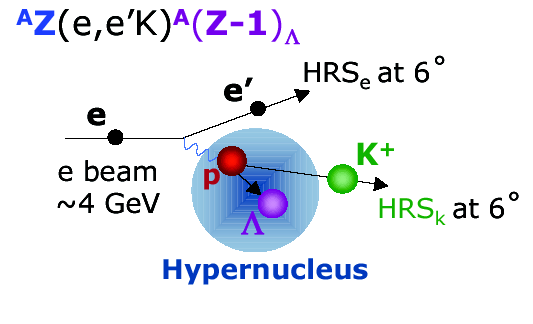 ᴬZ(e,e′K)ᴬ(Z-1)Λ
HRSe at 6°
e′
e
K⁺
e beam
~4 GeV
p
HRSk at 6°
Λ
Hypernucleus